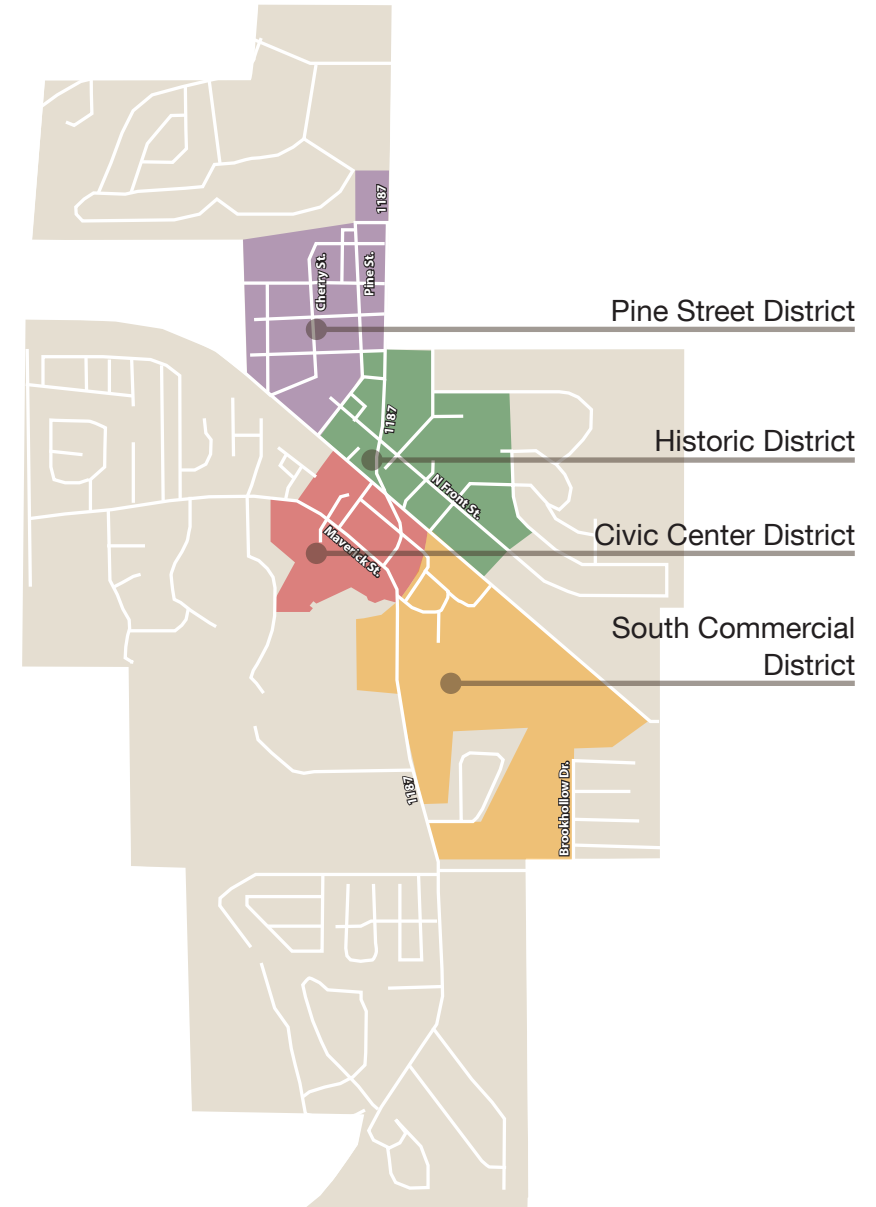 1187
Cherry St.
Pine St.
Pine Street District
1187
Historic District
N Front St.
Civic Center District
Maverick St.
South Commercial
District
1187
Brookhollow Dr.